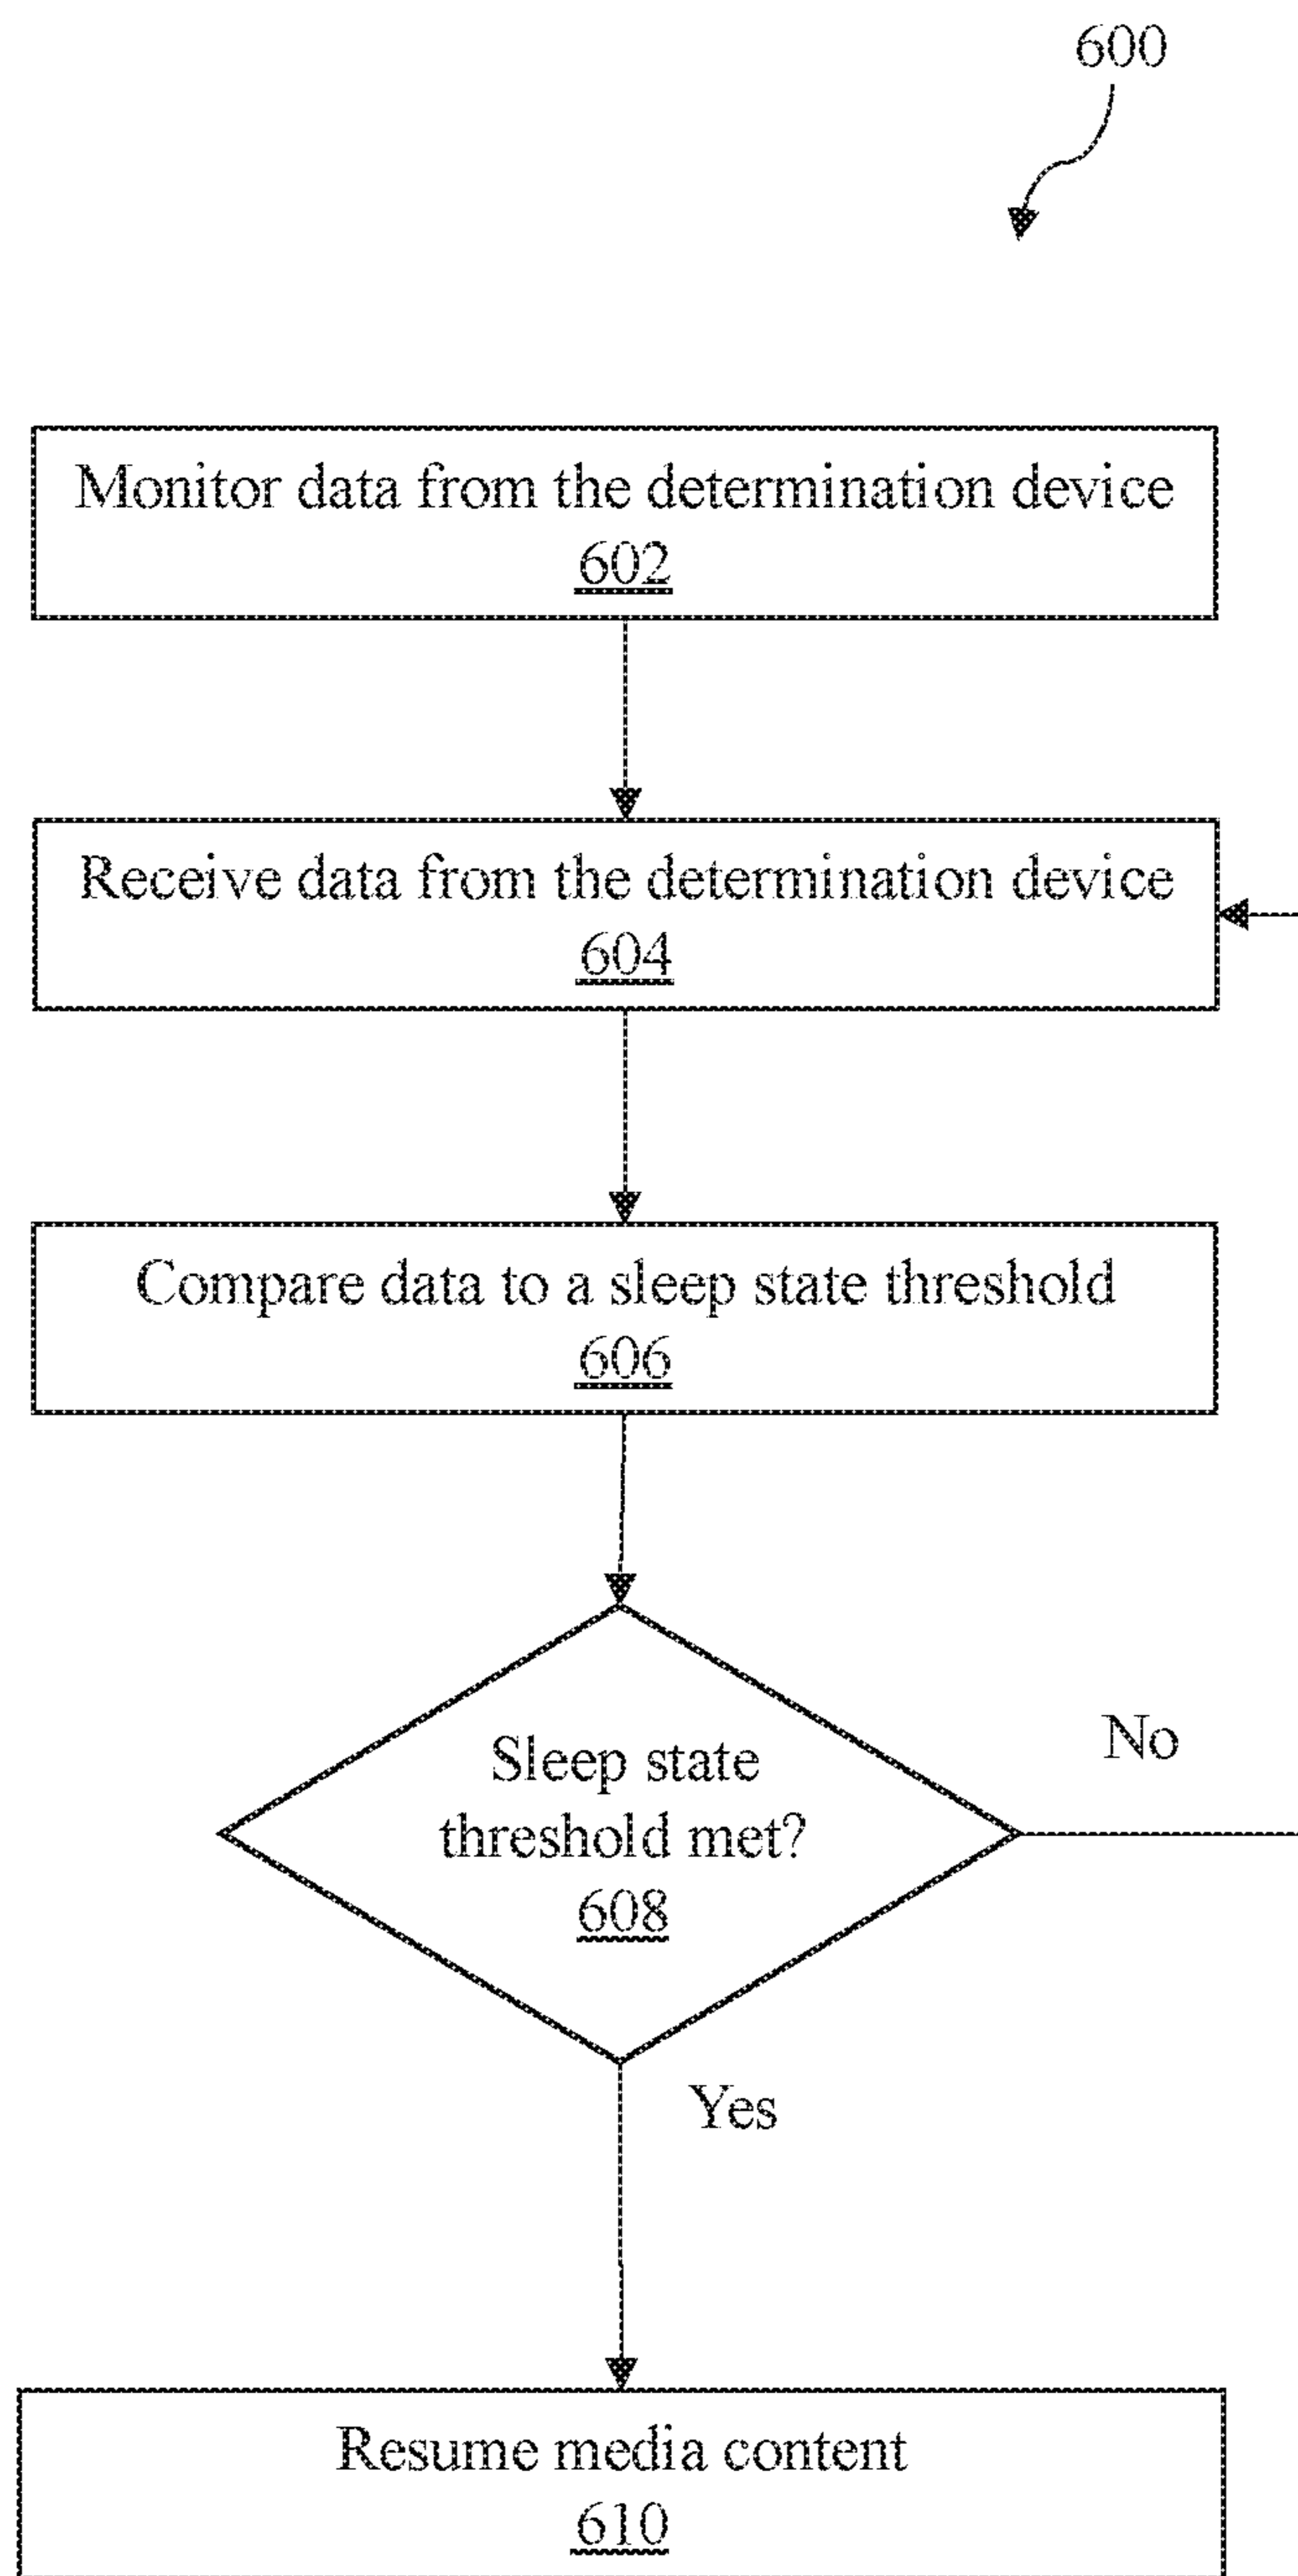 600
Monitor data from the determination device
602
Receive data from the determination device
604
Compare data to a sleep state threshold
606
Sleep state
threshold met?
608
No
Yes
Resume media content
610